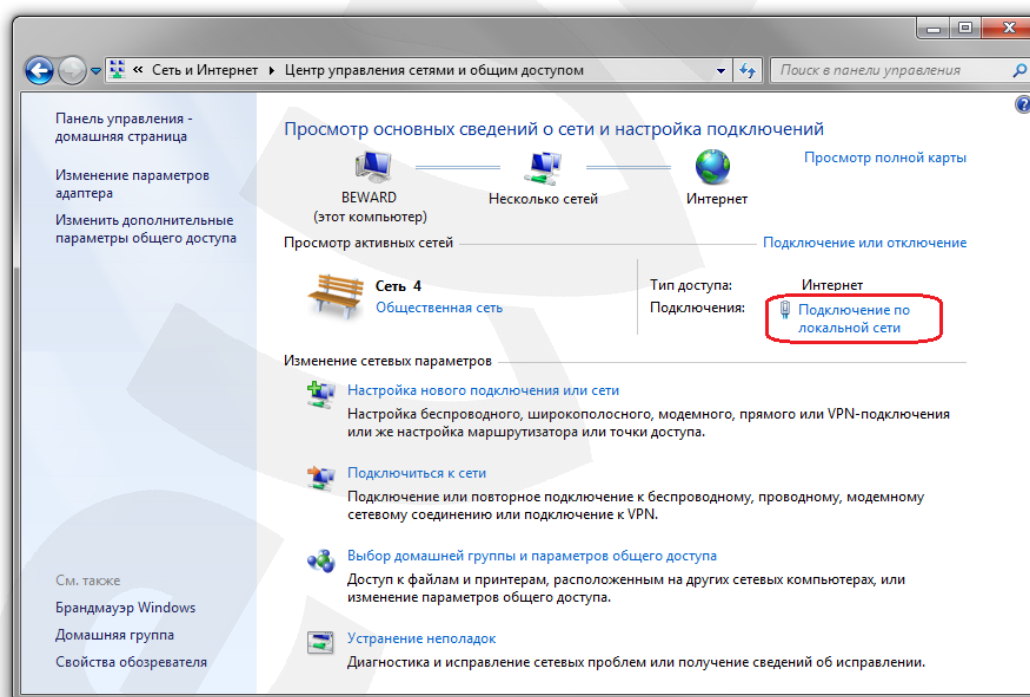 « Сеть и Интернет ▸ Центр управления сетями и общим доступом
Поиск в панели управления
Панель управления -
домашняя страница
Изменение параметров
адаптера
Изменить дополнительные
параметры общего доступа
Просмотр основных сведений о сети и настройка подключений
Просмотр полной карты
BEWARD
(этот компьютер)
Несколько сетей
Интернет
Просмотр активных сетей
Подключение или отключение
Сеть 4
Общественная сеть
Тип доступа:
Интернет
Подключения:
Подключение по
локальной сети
Изменение сетевых параметров
Настройка нового подключения или сети
Настройка беспроводного, широкополосного, модемного, прямого или VPN-подключения
или же настройка маршрутизатора или точки доступа.
Подключиться к сети
Подключение или повторное подключение к беспроводному, проводному, модемному
сетевому соединению или подключение к VPN.
Выбор домашней группы и параметров общего доступа
Доступ к файлам и принтерам, расположенным на других сетевых компьютерах, или
изменение параметров общего доступа.
Устранение неполадок
Диагностика и исправление сетевых проблем или получение сведений об исправлении.
См. также
Брандмауэр Windows
Домашняя группа
Свойства обозревателя